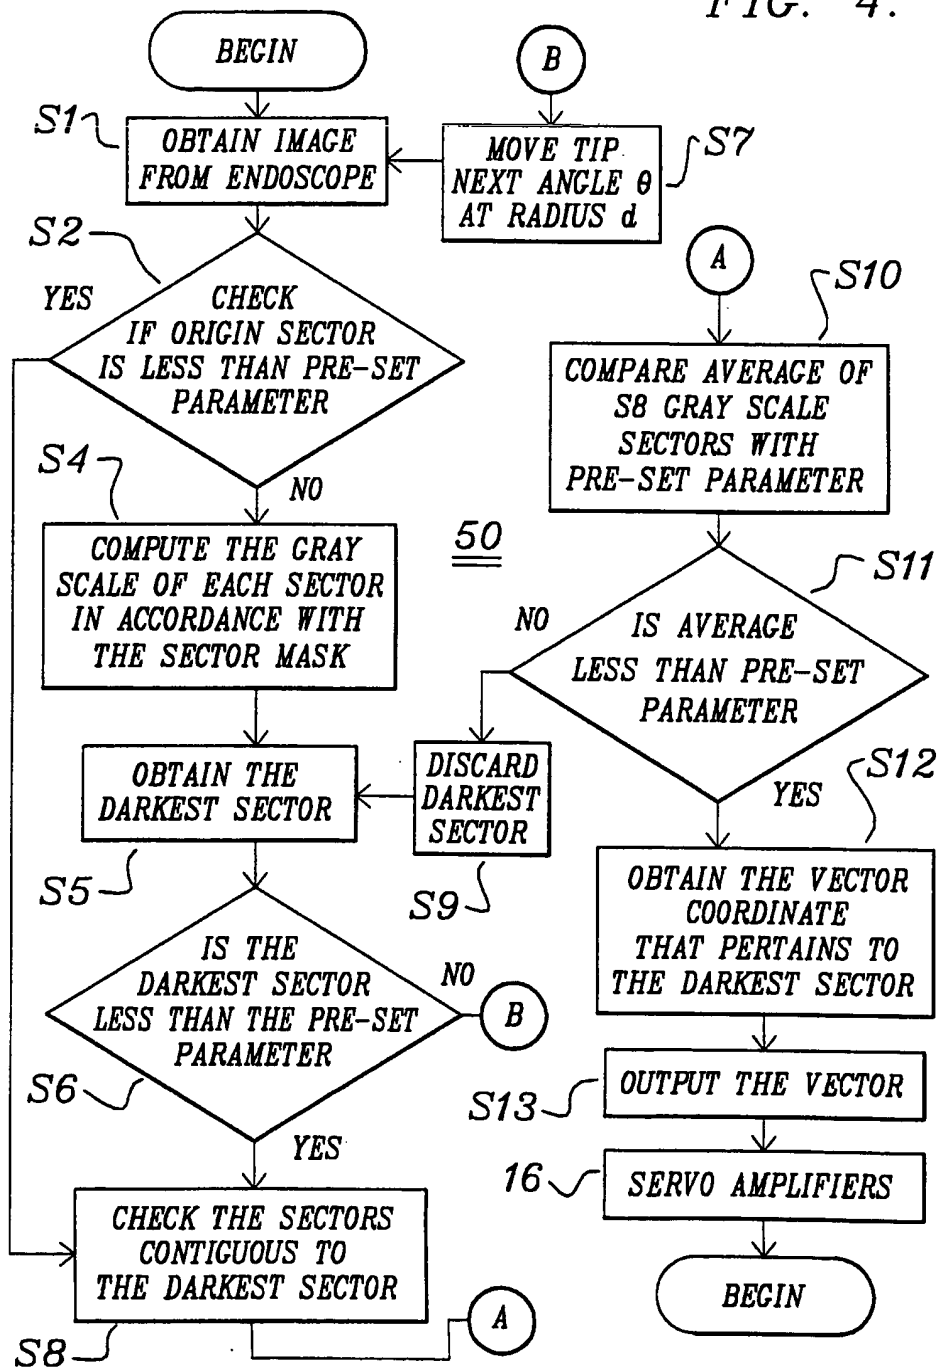 FIG. 4.
BEGIN
B
S1
OBTAIN IMAGE
FROM ENDOSCOPE
MOVE TIP
NEXT ANGLE θ
AT RADIUS d
S7
S2
YES
CHECK
IF ORIGIN SECTOR
IS LESS THAN PRE-SET
PARAMETER
NO
A
S10
COMPARE AVERAGE OF
S8 GRAY SCALE
SECTORS WITH
PRE-SET PARAMETER
S4
COMPUTE THE GRAY
SCALE OF EACH SECTOR
IN ACCORDANCE WITH
THE SECTOR MASK
50
S11
NO
IS AVERAGE
LESS THAN PRE-SET
PARAMETER
YES
OBTAIN THE
DARKEST SECTOR
S5
DISCARD
DARKEST
SECTOR
S9
S12
OBTAIN THE VECTOR
COORDINATE
THAT PERTAINS TO
THE DARKEST SECTOR
IS THE
DARKEST SECTOR
LESS THAN THE PRE-SET
PARAMETER
NO
B
S6
YES
S13
OUTPUT THE VECTOR
16
SERVO AMPLIFIERS
CHECK THE SECTORS
CONTIGUOUS TO
THE DARKEST SECTOR
S8
A
BEGIN